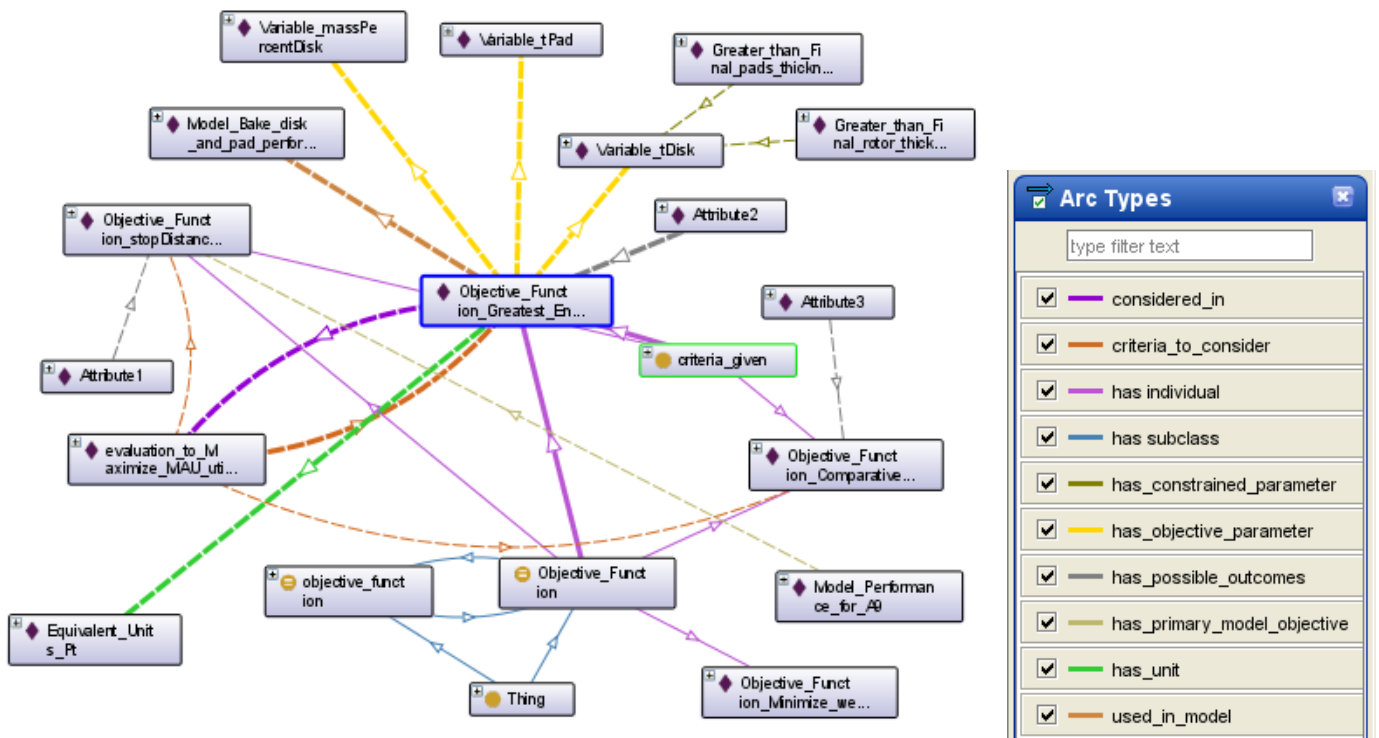 Variable_massPe
rcentDisk
Variable_tPad
Greater_than_Fi
nal_pads_thickn...
Model_Bake_disk
_and_pad_perfor...
Variable_tDisk
Greater_than_Fi
nal_rotor_thick...
Objective_Funct
ion_stopDistanc...
Attribute2
Objective_Funct
ion_Greatest_En...
Attribute3
criteria_given
Attribute1
evaluation_to_M
aximize_MAU_uti...
Objective_Funct
ion_Comparative...
objective_funct
ion
Objective_Funct
ion
Model_Performan
ce_for_A9
Equivalent_Unit
s_Pt
Thing
Objective_Funct
ion_Minimize_we...
Arc Types
type filter text
considered_in
criteria_to_consider
has individual
has subclass
has_constrained_parameter
has_objective_parameter
has_possible_outcomes
has_primary_model_objective
has_unit
used_in_model